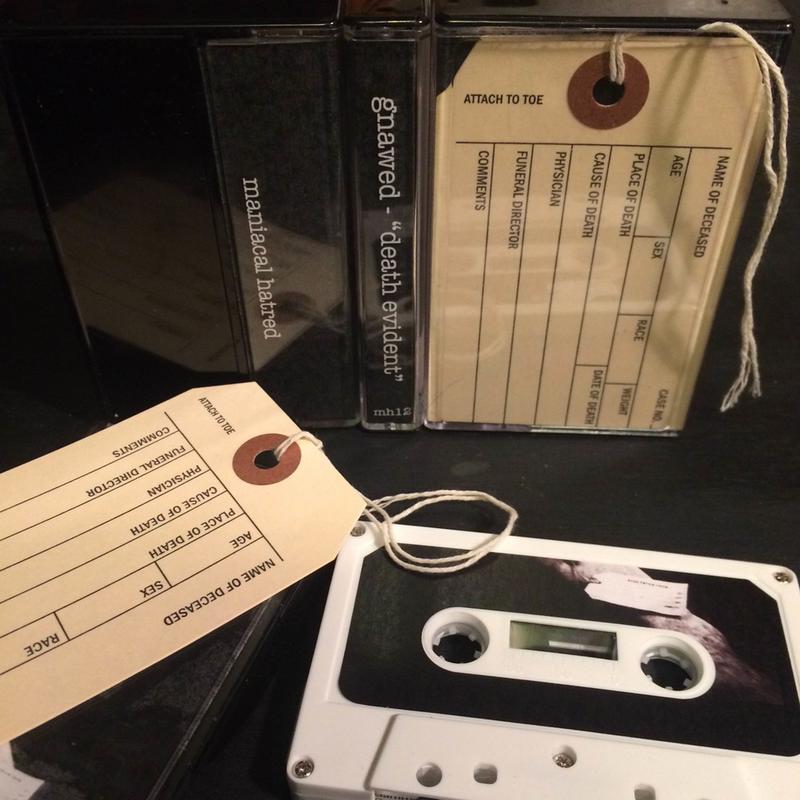 maniacal hatred
gnawed - "death evident"
mh12
ATTACH TO TOE
NAME OF DECEASED
CASE NO.
AGE
SEX
RACE
WEIGHT
PLACE OF DEATH
DATE OF DEATH
CAUSE OF DEATH
PHYSICIAN
FUNERAL DIRECTOR
COMMENTS
ATTACH TO TOE
NAME OF DECEASED
AGE
SEX
RACE
PLACE OF DEATH
CAUSE OF DEATH
PHYSICIAN
FUNERAL DIRECTOR
COMMENTS